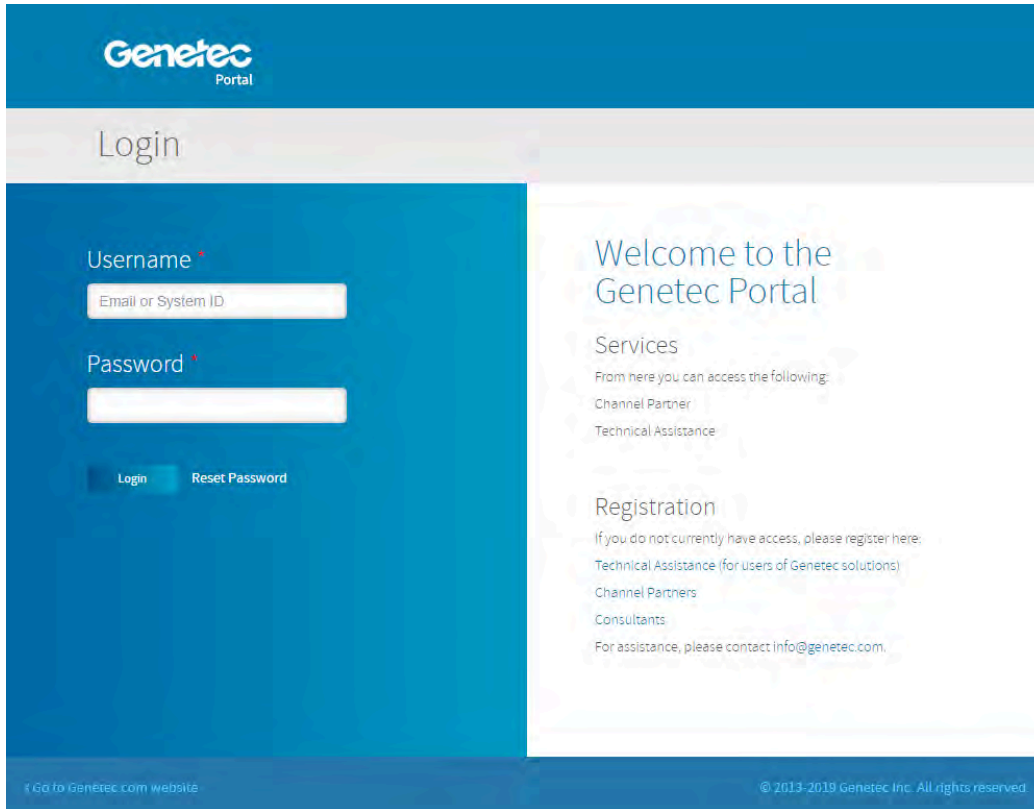 Genetec
Portal
Login
Username *
Email or System ID
Password *
Login Reset Password
Welcome to the
Genetec Portal
Services
From here you can access the following:
Channel Partner
Technical Assistance
Registration
If you do not currently have access, please register here:
Technical Assistance (for users of Genetec solutions)
Channel Partners
Consultants
For assistance, please contact info@genetec.com.
‹ Go to Genetec.com website
© 2013-2019 Genetec Inc. All rights reserved